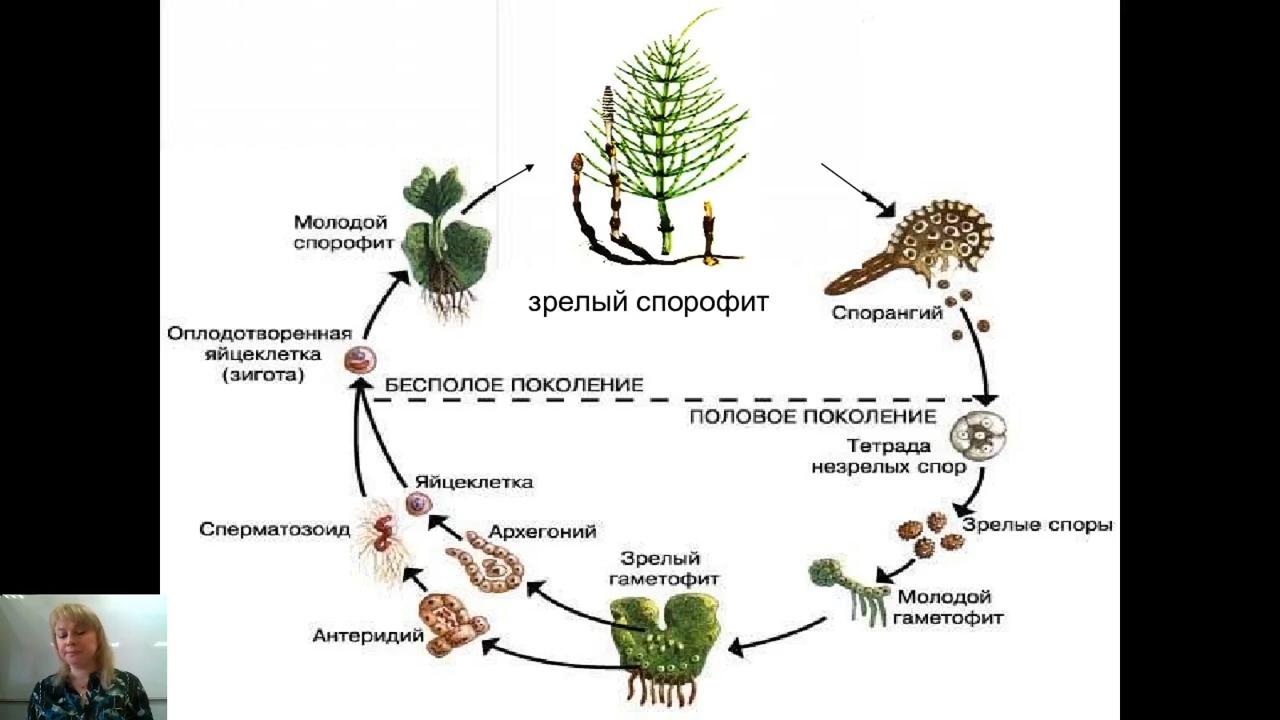 Молодой
спорофит
зрелый спорофит
Спорангий
Оплодотворенная
яйцеклетка
(зигота)
БЕСПОЛОЕ ПОКОЛЕНИЕ
ПОЛОВОЕ ПОКОЛЕНИЕ
Тетрада
незрелых спор
Яйцеклетка
Сперматозоид
Архегоний
Зрелые споры
Зрелый
гаметофит
Молодой
гаметофит
Антеридий